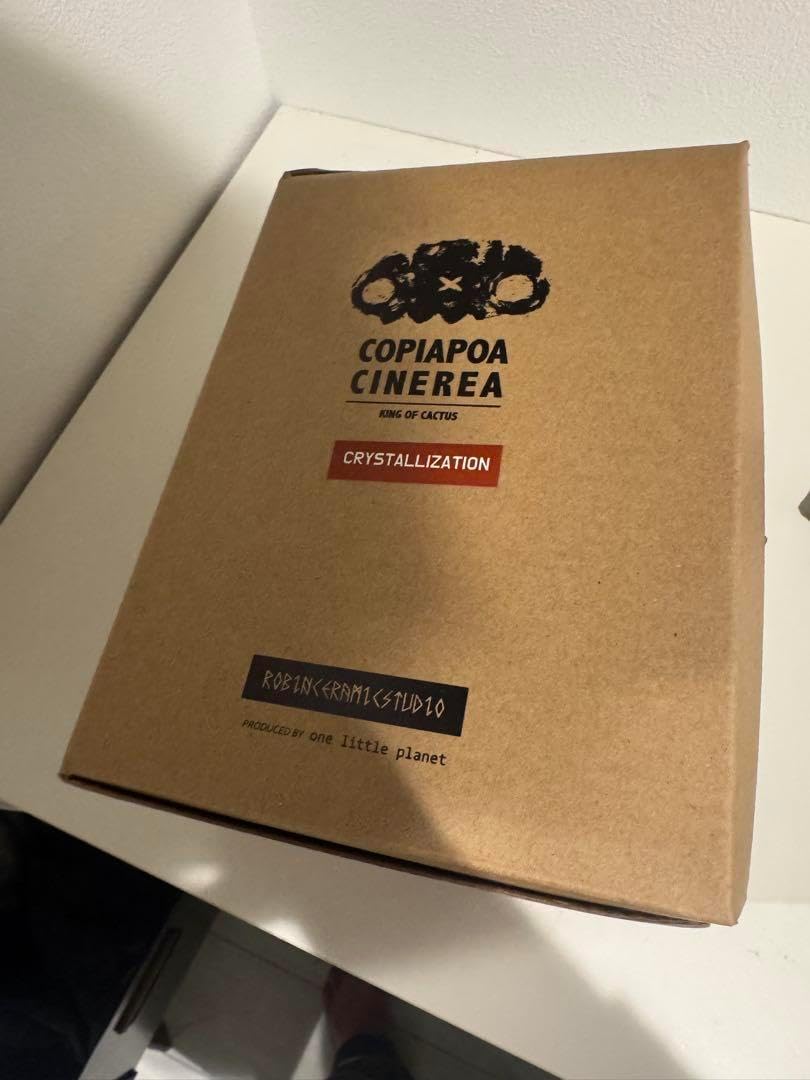 COPIAPOA
CINEREA
KING OF CACTUS
CRYSTALLIZATION
ROBINCERAMICSTUDIO
PRODUCED BY one little planet